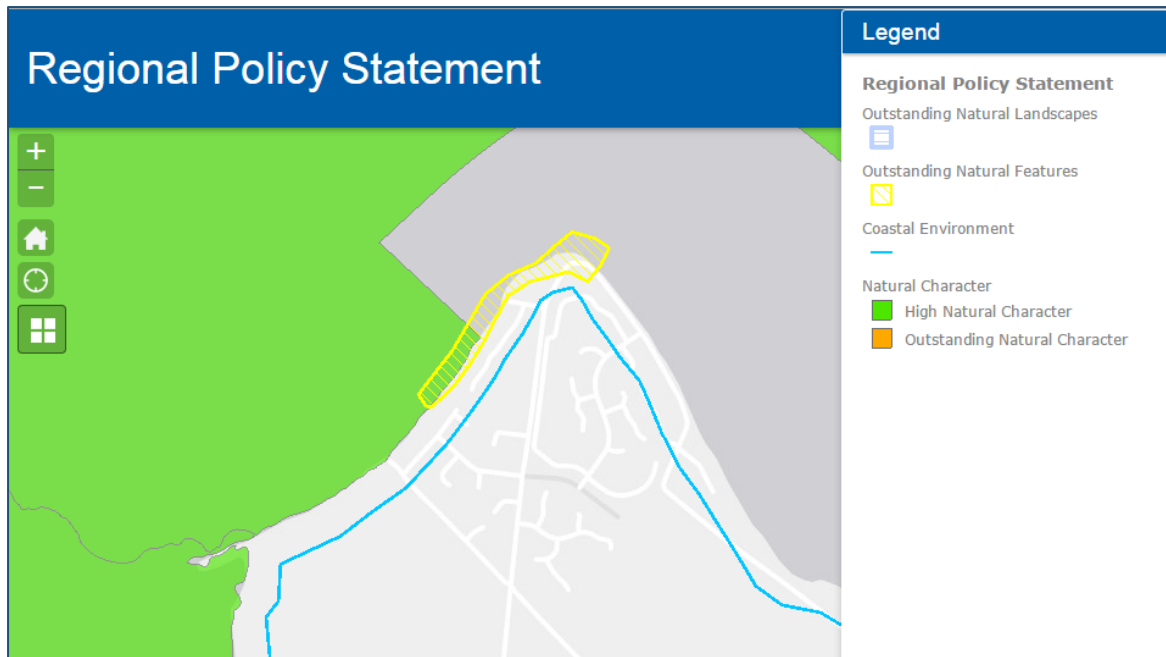 Regional Policy Statement
Legend
Regional Policy Statement
Outstanding Natural Landscapes
Outstanding Natural Features
Coastal Environment
Natural Character
High Natural Character
Outstanding Natural Character